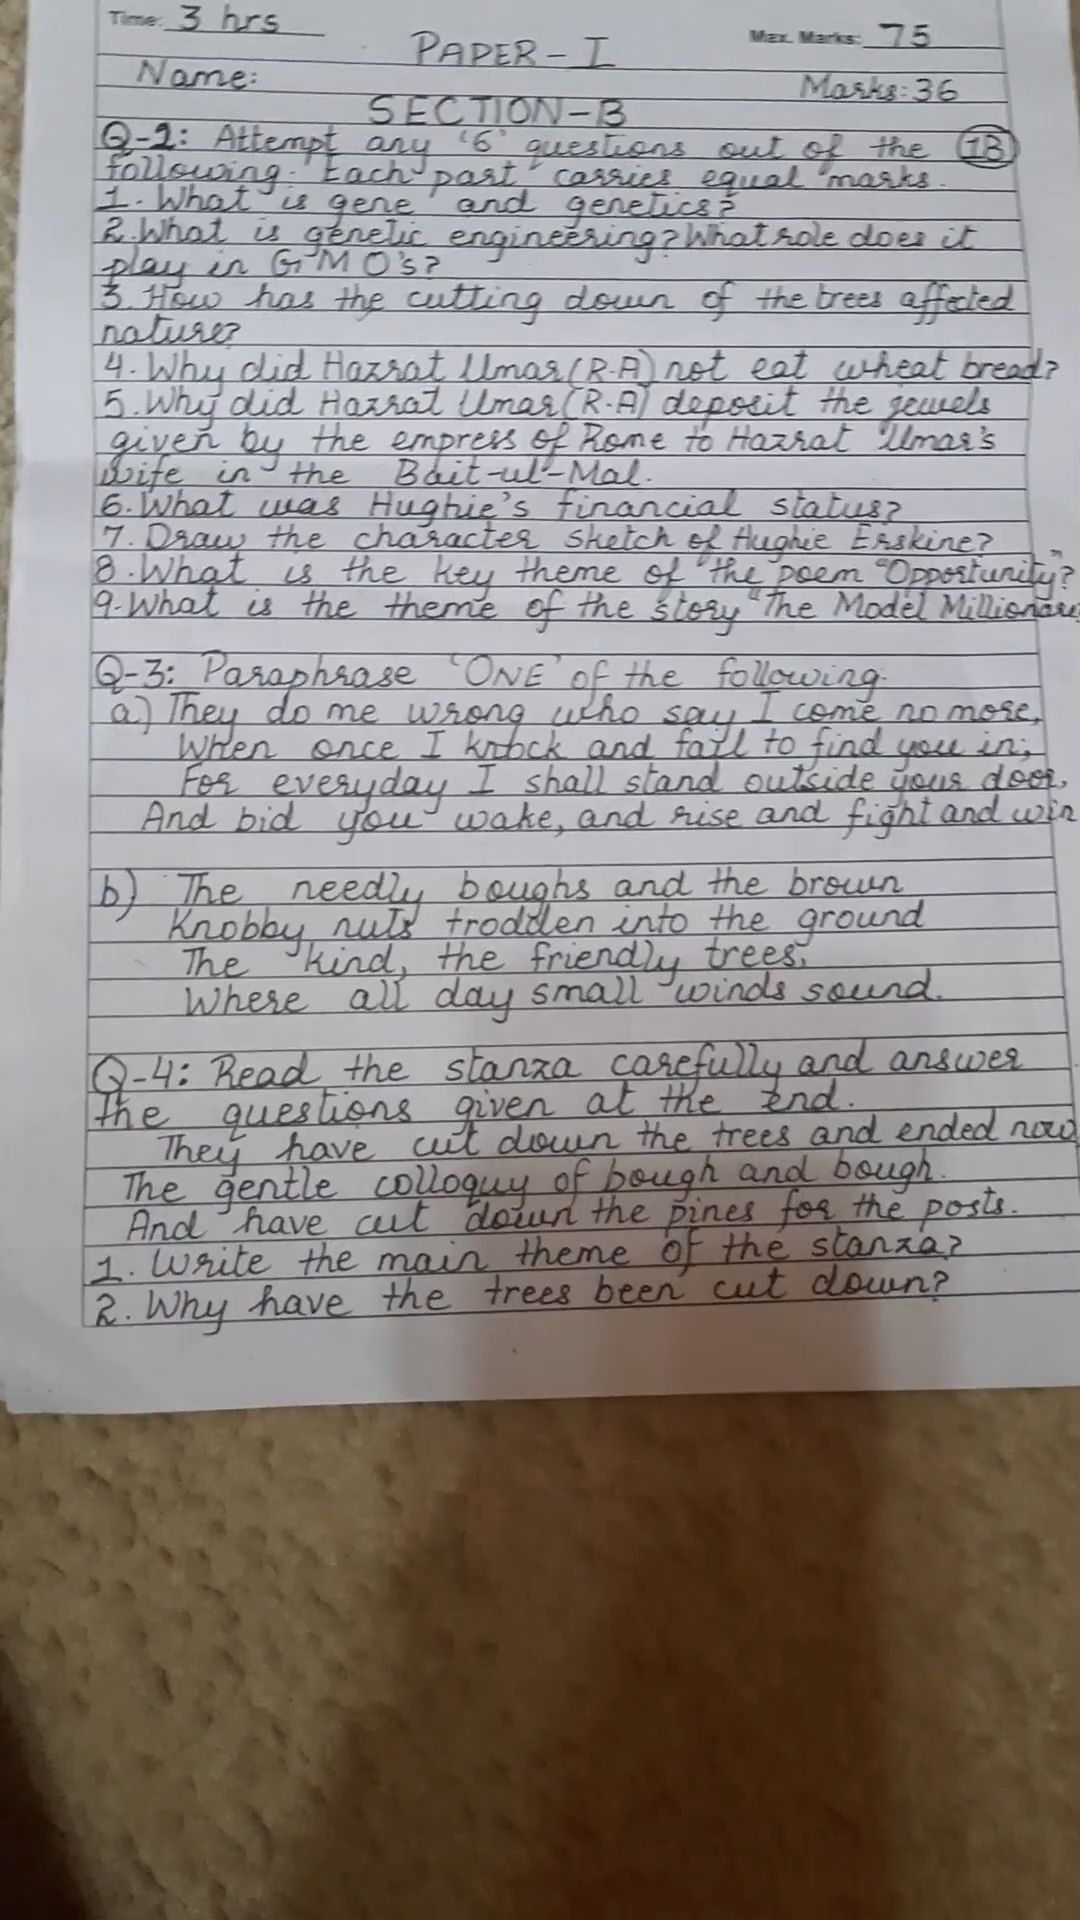 Time: 3 hrs
Max. Marks: 75
PAPER-I
Name:
Marks:36
SECTION-B
Q-2: Attempt any '6' questions out of the 18
following. Each part carries equal marks.
1. What is gene and genetics?
2. What is genetic engineering? What role does it
play in GMO's?
3. How has the cutting down of the trees affected
nature?
4. Why did Hazrat Umar(R.A) not eat wheat bread?
5. Why did Hazrat Umar(R.A) deposit the jewels
given by the empress of Rome to Hazrat Umar's
wife in the Bait-ul-Mal.
6. What was Hughie's financial status?
7. Draw the character sketch of Hughie Erskine?
8. What is the key theme of the poem "Opportunity"?
9. What is the theme of the story "The Model Millionaire
Q-3: Paraphrase 'ONE' of the following.
a) They do me wrong who say I come no more,
When once I knock and fail to find you in;
For everyday I shall stand outside your door,
And bid you wake, and rise and fight and win
b) The needly boughs and the brown
Knobby nuts trodden into the ground
The kind, the friendly trees,
Where all day small winds sound.
Q-4: Read the stanza carefully and answer
the questions given at the end.
They have cut down the trees and ended now
The gentle colloquy of bough and bough.
And have cut down the pines for the posts.
1. Write the main theme of the stanza?
2. Why have the trees been cut down?